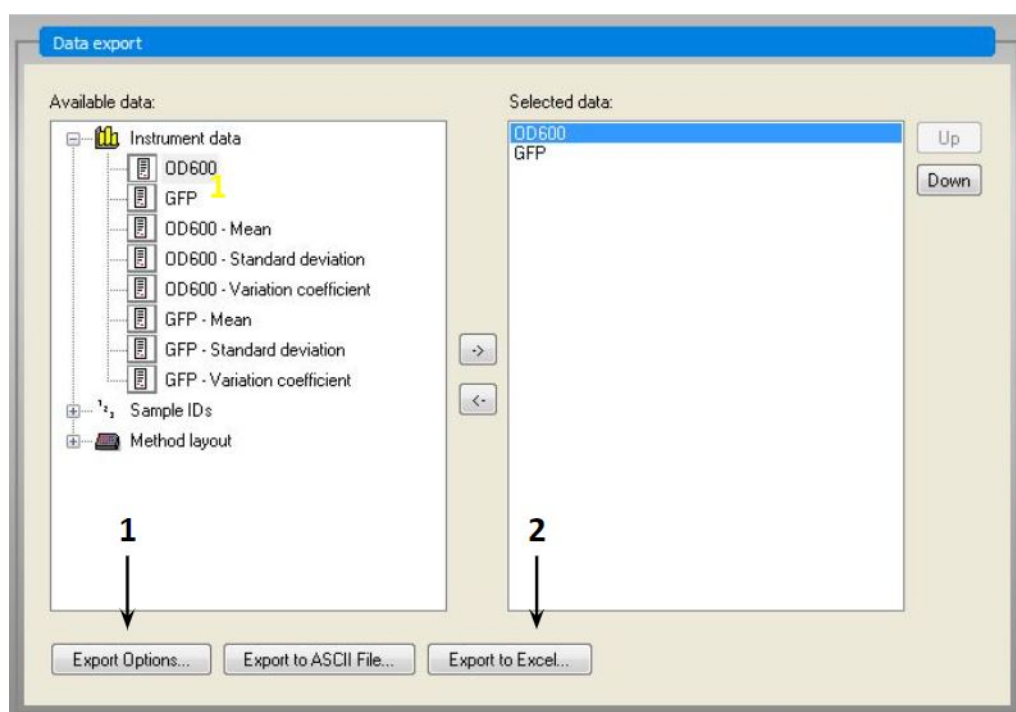 Data export
Available data:
Selected data:
Instrument data
OD600
1
GFP
OD600 - Mean
OD600 - Standard deviation
OD600 - Variation coefficient
GFP - Mean
GFP - Standard deviation
GFP - Variation coefficient
Sample IDs
Method layout
OD600
GFP
Up
Down
->
<-
1
2
Export Options...
Export to ASCII File...
Export to Excel...